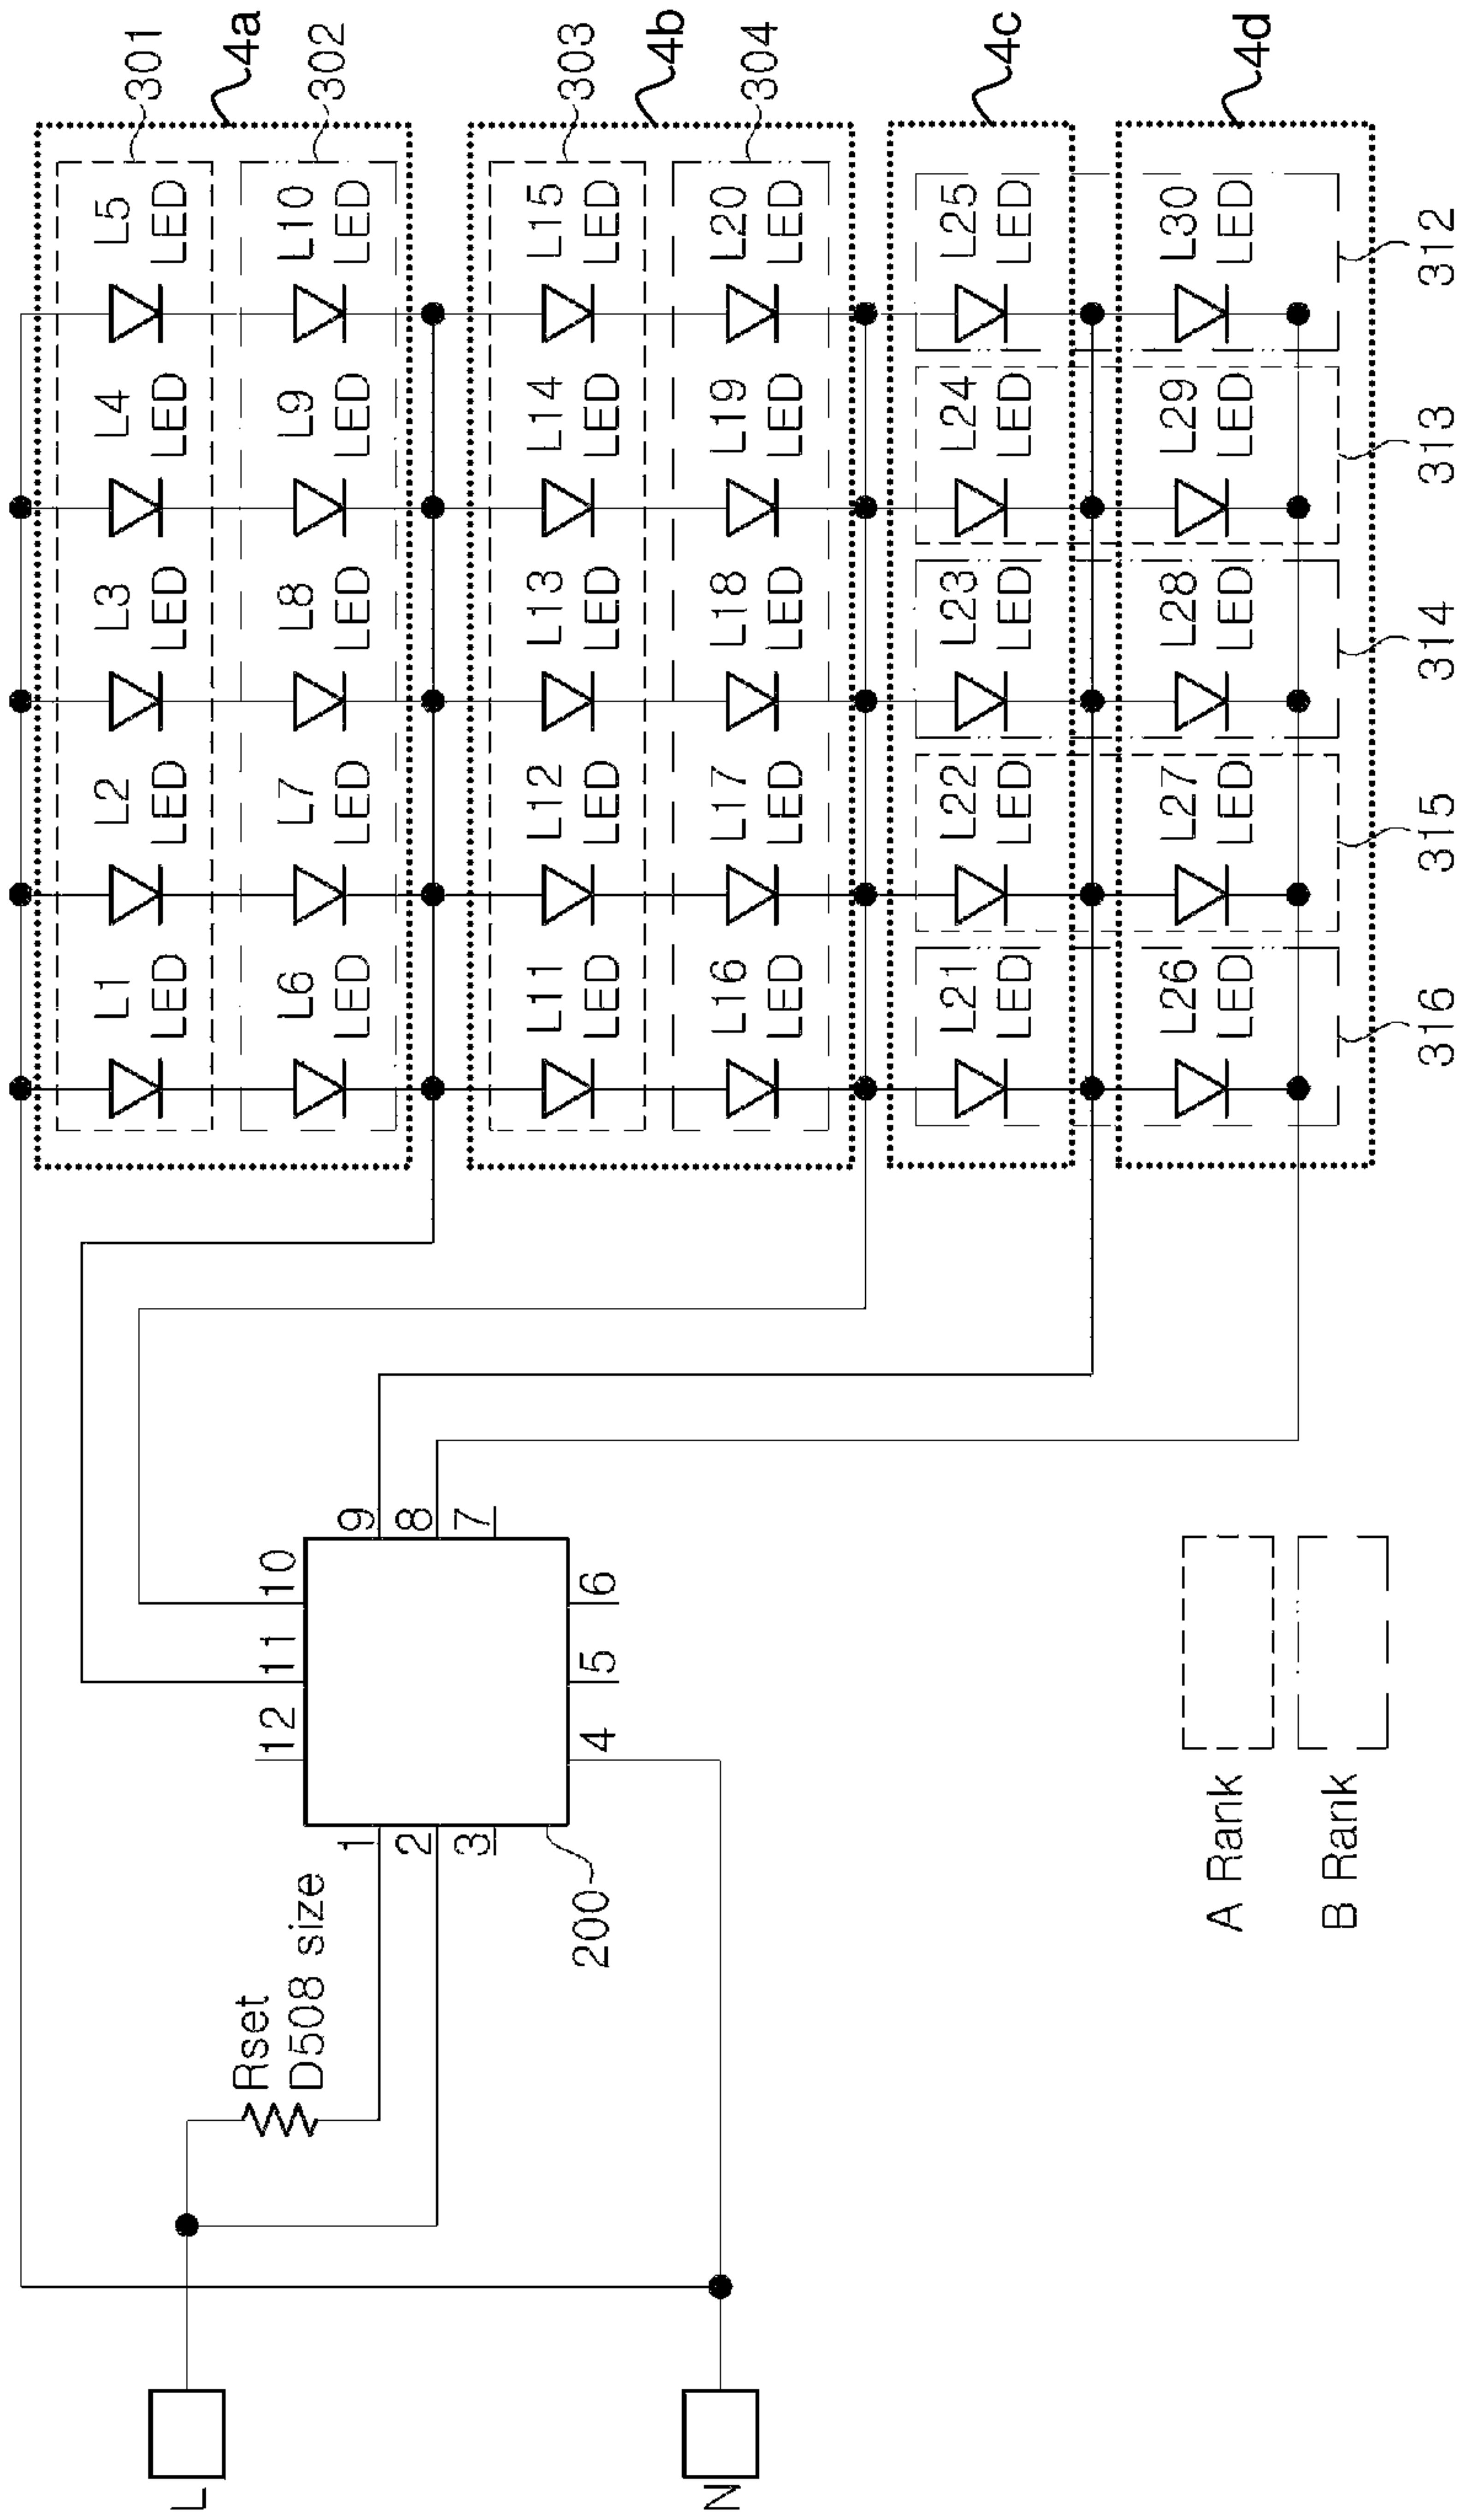 301
4a
302
303
4b
304
4c
4d
L5
LED
L10
LED
L15
LED
L20
LED
L25
LED
L30
LED
312
L4
LED
L9
LED
L14
LED
L19
LED
L24
LED
L29
LED
313
L3
LED
L8
LED
L13
LED
L18
LED
L23
LED
L28
LED
314
L2
LED
L7
LED
L12
LED
L17
LED
L22
LED
L27
LED
315
L1
LED
L6
LED
L11
LED
L16
LED
L21
LED
L26
LED
316
9
8
7
10
11
12
6
5
4
1
2
3
200
Rset
D508 size
A Rank
B Rank
L
N